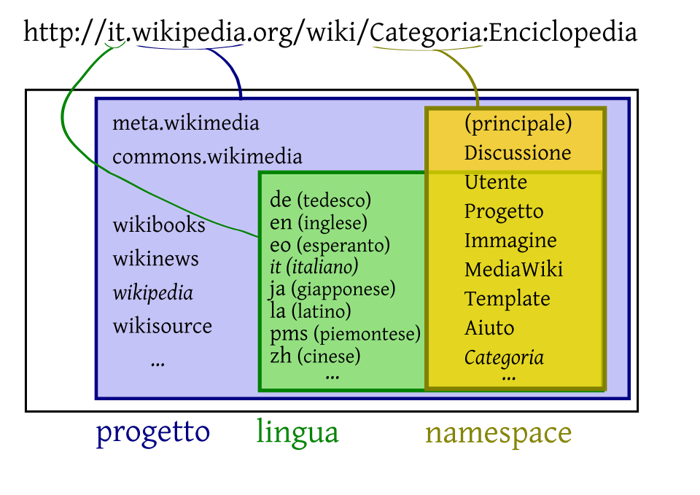 http://it.wikipedia.org/wiki/Categoria:Enciclopedia
meta.wikimedia
commons.wikimedia
wikibooks
wikinews
wikipedia
wikisource
...
de (tedesco)
en (inglese)
eo (esperanto)
it (italiano)
ja (giapponese)
la (latino)
pms (piemontese)
zh (cinese)
...
(principale)
Discussione
Utente
Progetto
Immagine
MediaWiki
Template
Aiuto
Categoria
...
progetto
lingua
namespace